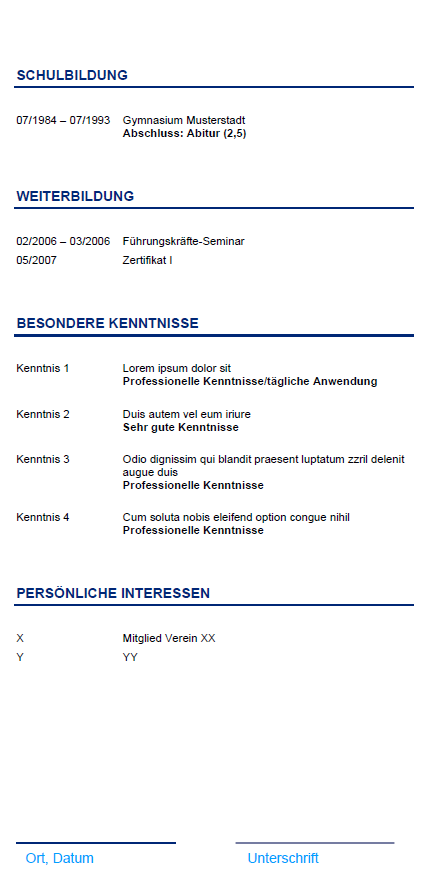 SCHULBILDUNG
07/1984 – 07/1993 Gymnasium Musterstadt
Abschluss: Abitur (2,5)
WEITERBILDUNG
02/2006 – 03/2006 Führungskräfte-Seminar
05/2007 Zertifikat I
BESONDERE KENNTNISSE
Kenntnis 1 Lorem ipsum dolor sit
Professionelle Kenntnisse/tägliche Anwendung
Kenntnis 2 Duis autem vel eum iriure
Sehr gute Kenntnisse
Kenntnis 3 Odio dignissim qui blandit praesent luptatum zzril delenit
augue duis
Professionelle Kenntnisse
Kenntnis 4 Cum soluta nobis eleifend option congue nihil
Professionelle Kenntnisse
PERSÖNLICHE INTERESSEN
X Mitglied Verein XX
Y YY
Ort, Datum Unterschrift